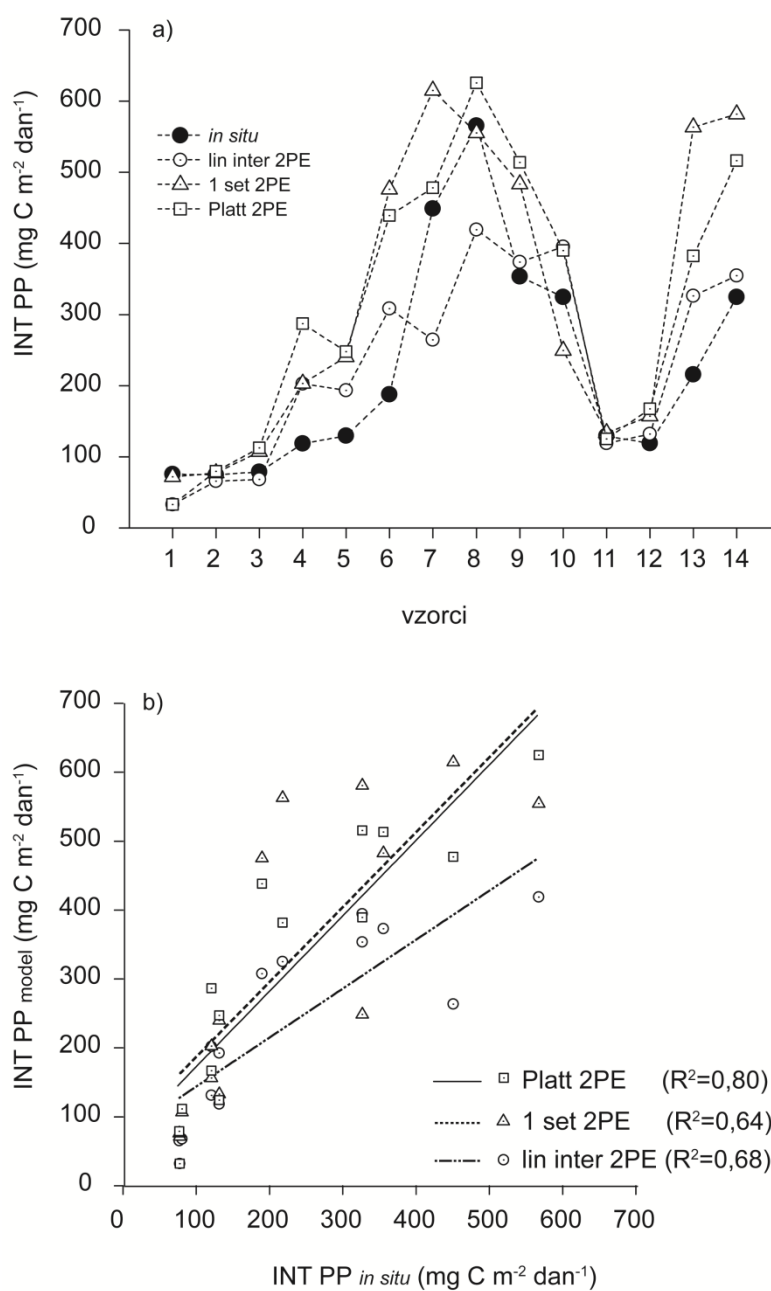 a)
INT PP (mg C m⁻² dan⁻¹)
700
600
500
400
300
200
100
0
in situ
lin inter 2PE
1 set 2PE
Platt 2PE
1 2 3 4 5 6 7 8 9 10 11 12 13 14
vzorci
b)
INT PP model (mg C m⁻² dan⁻¹)
700
600
500
400
300
200
100
0
Platt 2PE (R²=0,80)
1 set 2PE (R²=0,64)
lin inter 2PE (R²=0,68)
0 100 200 300 400 500 600 700
INT PP in situ (mg C m⁻² dan⁻¹)